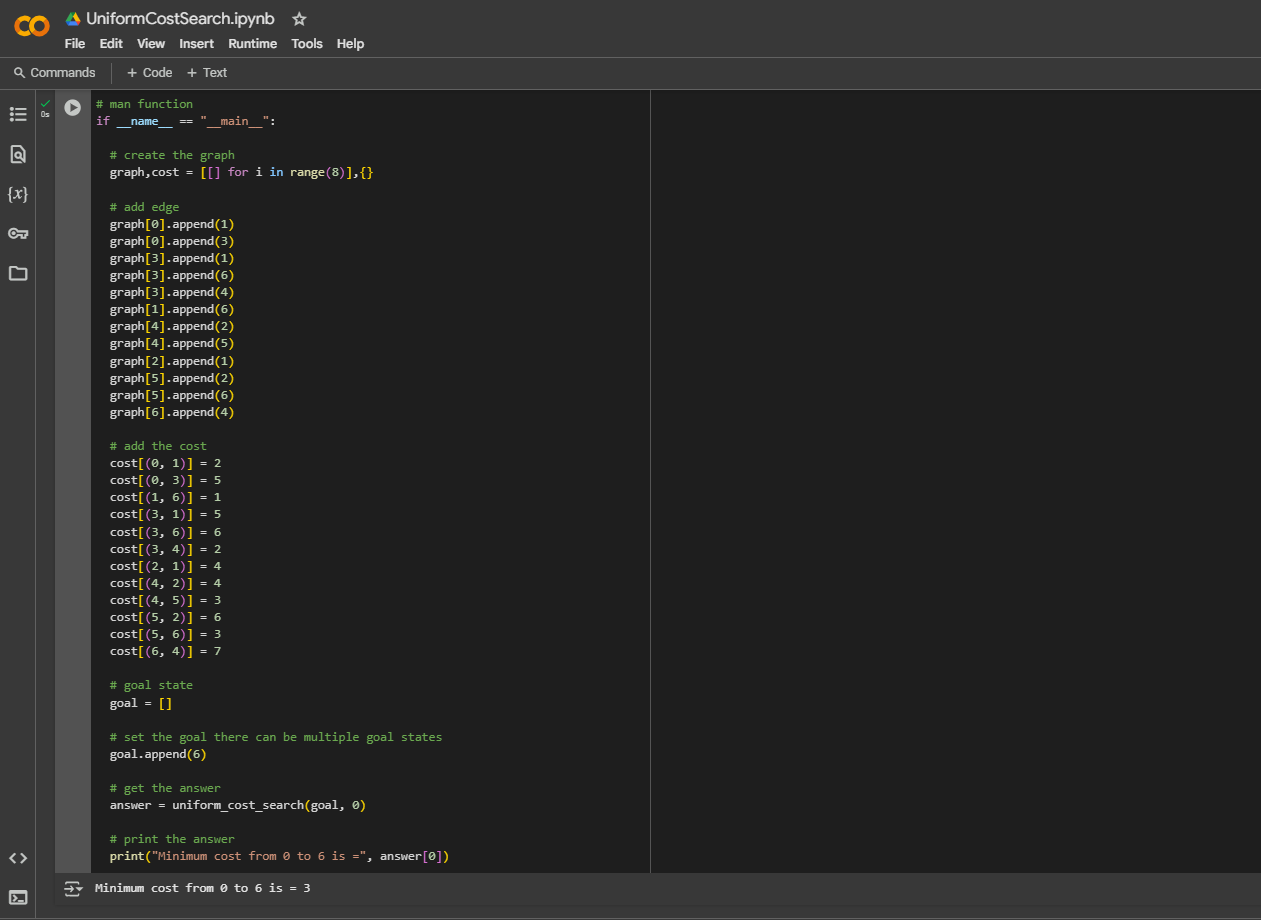 UniformCostSearch.ipynb
File Edit View Insert Runtime Tools Help
Commands + Code + Text
0s
# man function
if __name__ == "__main__":
# create the graph
graph,cost = [[] for i in range(8)],{}
# add edge
graph[0].append(1)
graph[0].append(3)
graph[3].append(1)
graph[3].append(6)
graph[3].append(4)
graph[1].append(6)
graph[4].append(2)
graph[4].append(5)
graph[2].append(1)
graph[5].append(2)
graph[5].append(6)
graph[6].append(4)
# add the cost
cost[(0, 1)] = 2
cost[(0, 3)] = 5
cost[(1, 6)] = 1
cost[(3, 1)] = 5
cost[(3, 6)] = 6
cost[(3, 4)] = 2
cost[(2, 1)] = 4
cost[(4, 2)] = 4
cost[(4, 5)] = 3
cost[(5, 2)] = 6
cost[(5, 6)] = 3
cost[(6, 4)] = 7
# goal state
goal = []
# set the goal there can be multiple goal states
goal.append(6)
# get the answer
answer = uniform_cost_search(goal, 0)
# print the answer
print("Minimum cost from 0 to 6 is =", answer[0])
Minimum cost from 0 to 6 is = 3